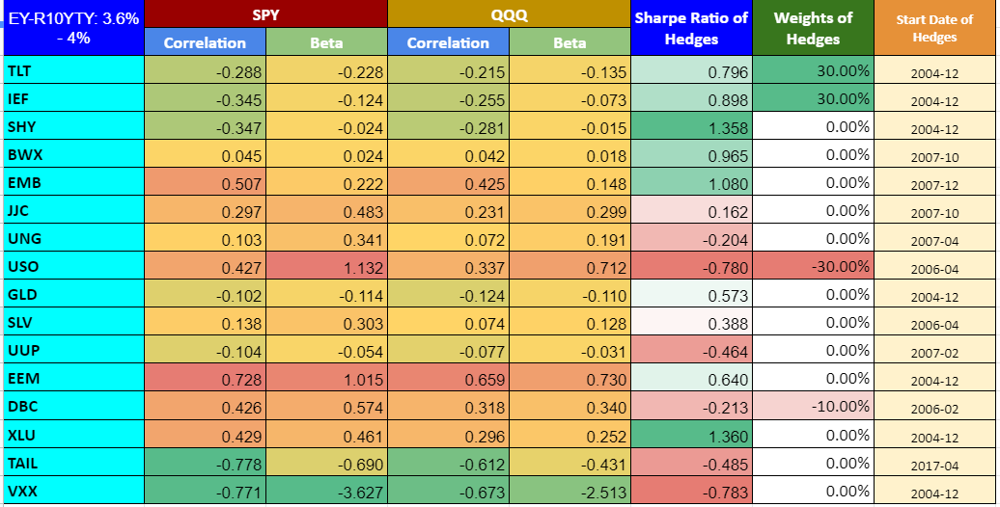 EY-R10YTY: 3.6% - 4% SPY QQQ Sharpe Ratio of Hedges Weights of Hedges Start Date of Hedges
Correlation Beta Correlation Beta
TLT -0.288 -0.228 -0.215 -0.135 0.796 30.00% 2004-12
IEF -0.345 -0.124 -0.255 -0.073 0.898 30.00% 2004-12
SHY -0.347 -0.024 -0.281 -0.015 1.358 0.00% 2004-12
BWX 0.045 0.024 0.042 0.018 0.965 0.00% 2007-10
EMB 0.507 0.222 0.425 0.148 1.080 0.00% 2007-12
JJC 0.297 0.483 0.231 0.299 0.162 0.00% 2007-10
UNG 0.103 0.341 0.072 0.191 -0.204 0.00% 2007-04
USO 0.427 1.132 0.337 0.712 -0.780 -30.00% 2006-04
GLD -0.102 -0.114 -0.124 -0.110 0.573 0.00% 2004-12
SLV 0.138 0.303 0.074 0.128 0.388 0.00% 2006-04
UUP -0.104 -0.054 -0.077 -0.031 -0.464 0.00% 2007-02
EEM 0.728 1.015 0.659 0.730 0.640 0.00% 2004-12
DBC 0.426 0.574 0.318 0.340 -0.213 -10.00% 2006-02
XLU 0.429 0.461 0.296 0.252 1.360 0.00% 2004-12
TAIL -0.778 -0.690 -0.612 -0.431 -0.485 0.00% 2017-04
VXX -0.771 -3.627 -0.673 -2.513 -0.783 0.00% 2004-12